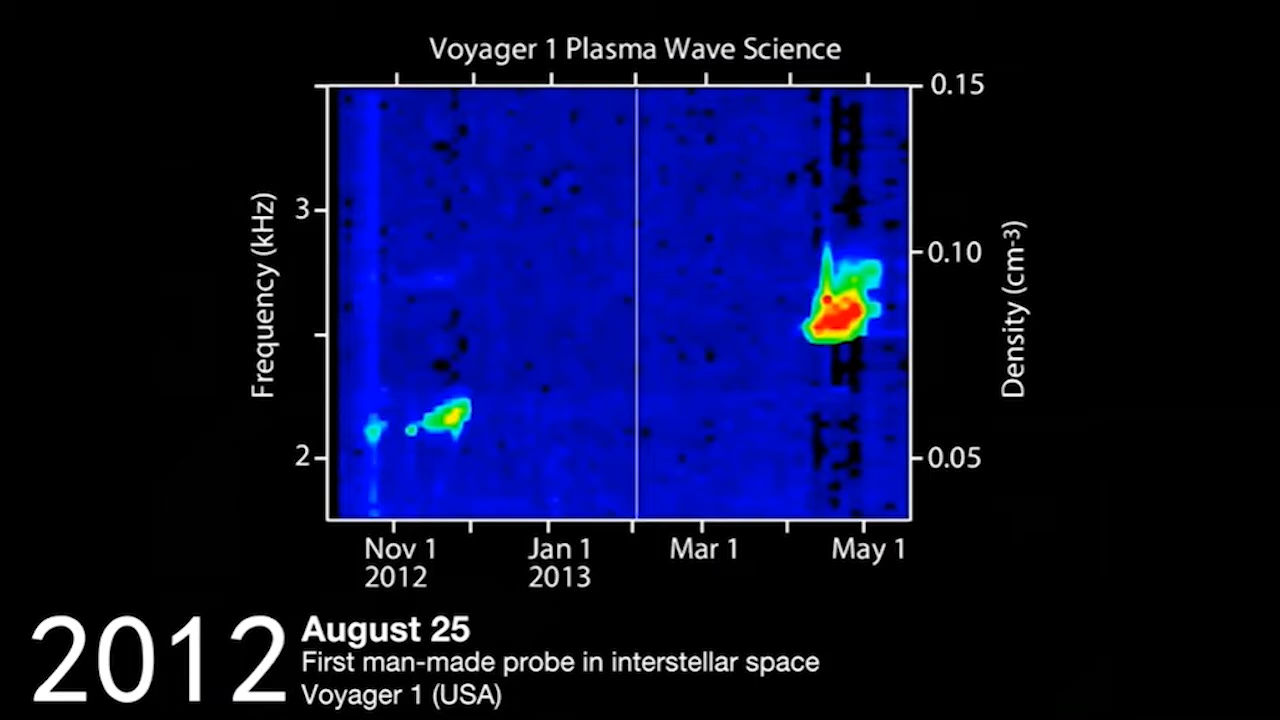 Voyager 1 Plasma Wave Science
0.15
3
0.10
Frequency (kHz)
Density (cm-3)
2
0.05
Nov 1 Jan 1 Mar 1 May 1
2012 2013
2012
August 25
First man-made probe in interstellar space
Voyager 1 (USA)